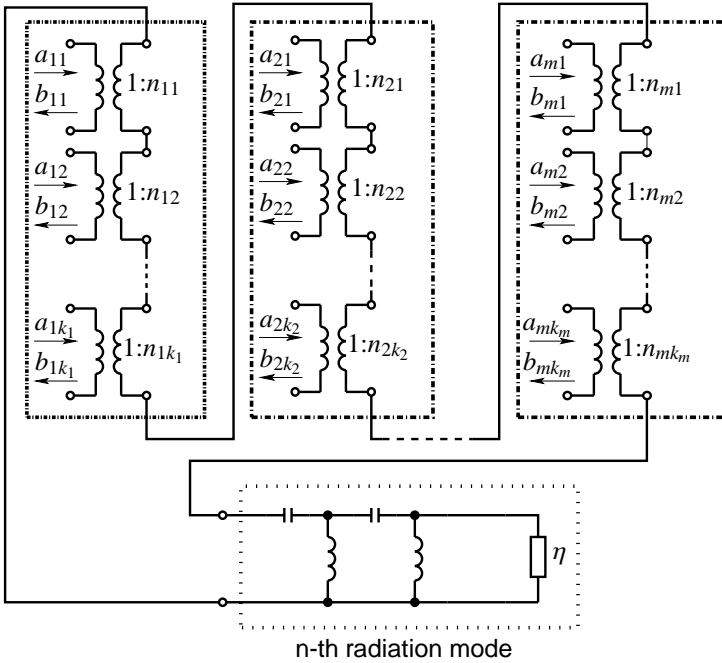 a11
b11
1:n11
a12
b12
1:n12
a1k1
b1k1
1:n1k1
a21
b21
1:n21
a22
b22
1:n22
a2k2
b2k2
1:n2k2
am1
bm1
1:nm1
am2
bm2
1:nm2
amkm
bmkm
1:nmkm
η
n-th radiation mode